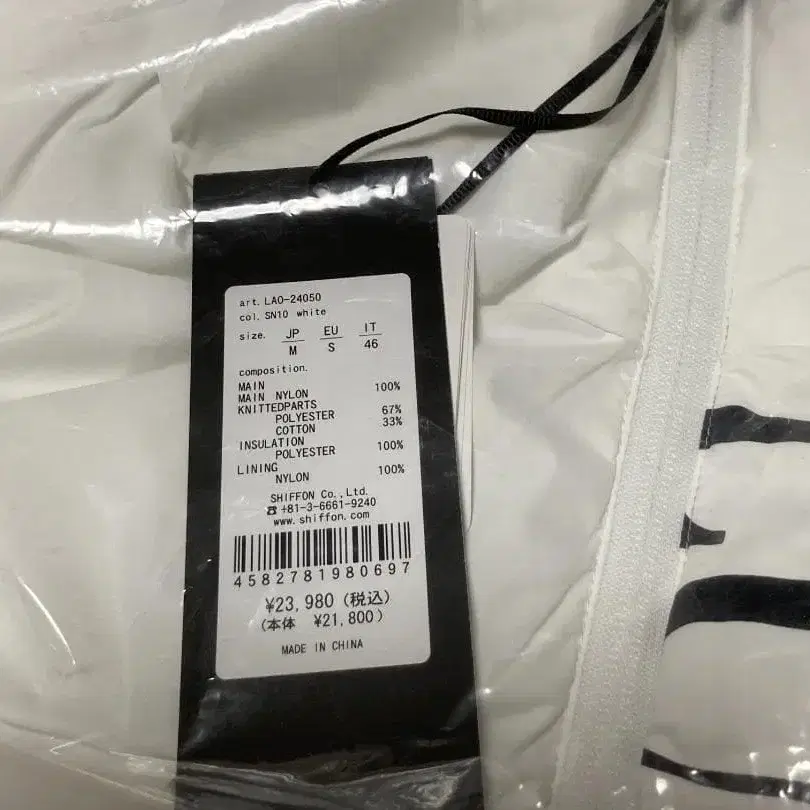 art. LAO-24050
col. SN10 white
size. JP EU IT
M S 46
composition.
MAIN
MAIN NYLON 100%
KNITTEDPARTS
POLYESTER 67%
COTTON 33%
INSULATION
POLYESTER 100%
LINING
NYLON 100%
SHIFFON Co.,Ltd.
☎ +81-3-6661-9240
www.shiffon.com
4582781980697
¥23,980 (税込)
(本体 ¥21,800)
MADE IN CHINA